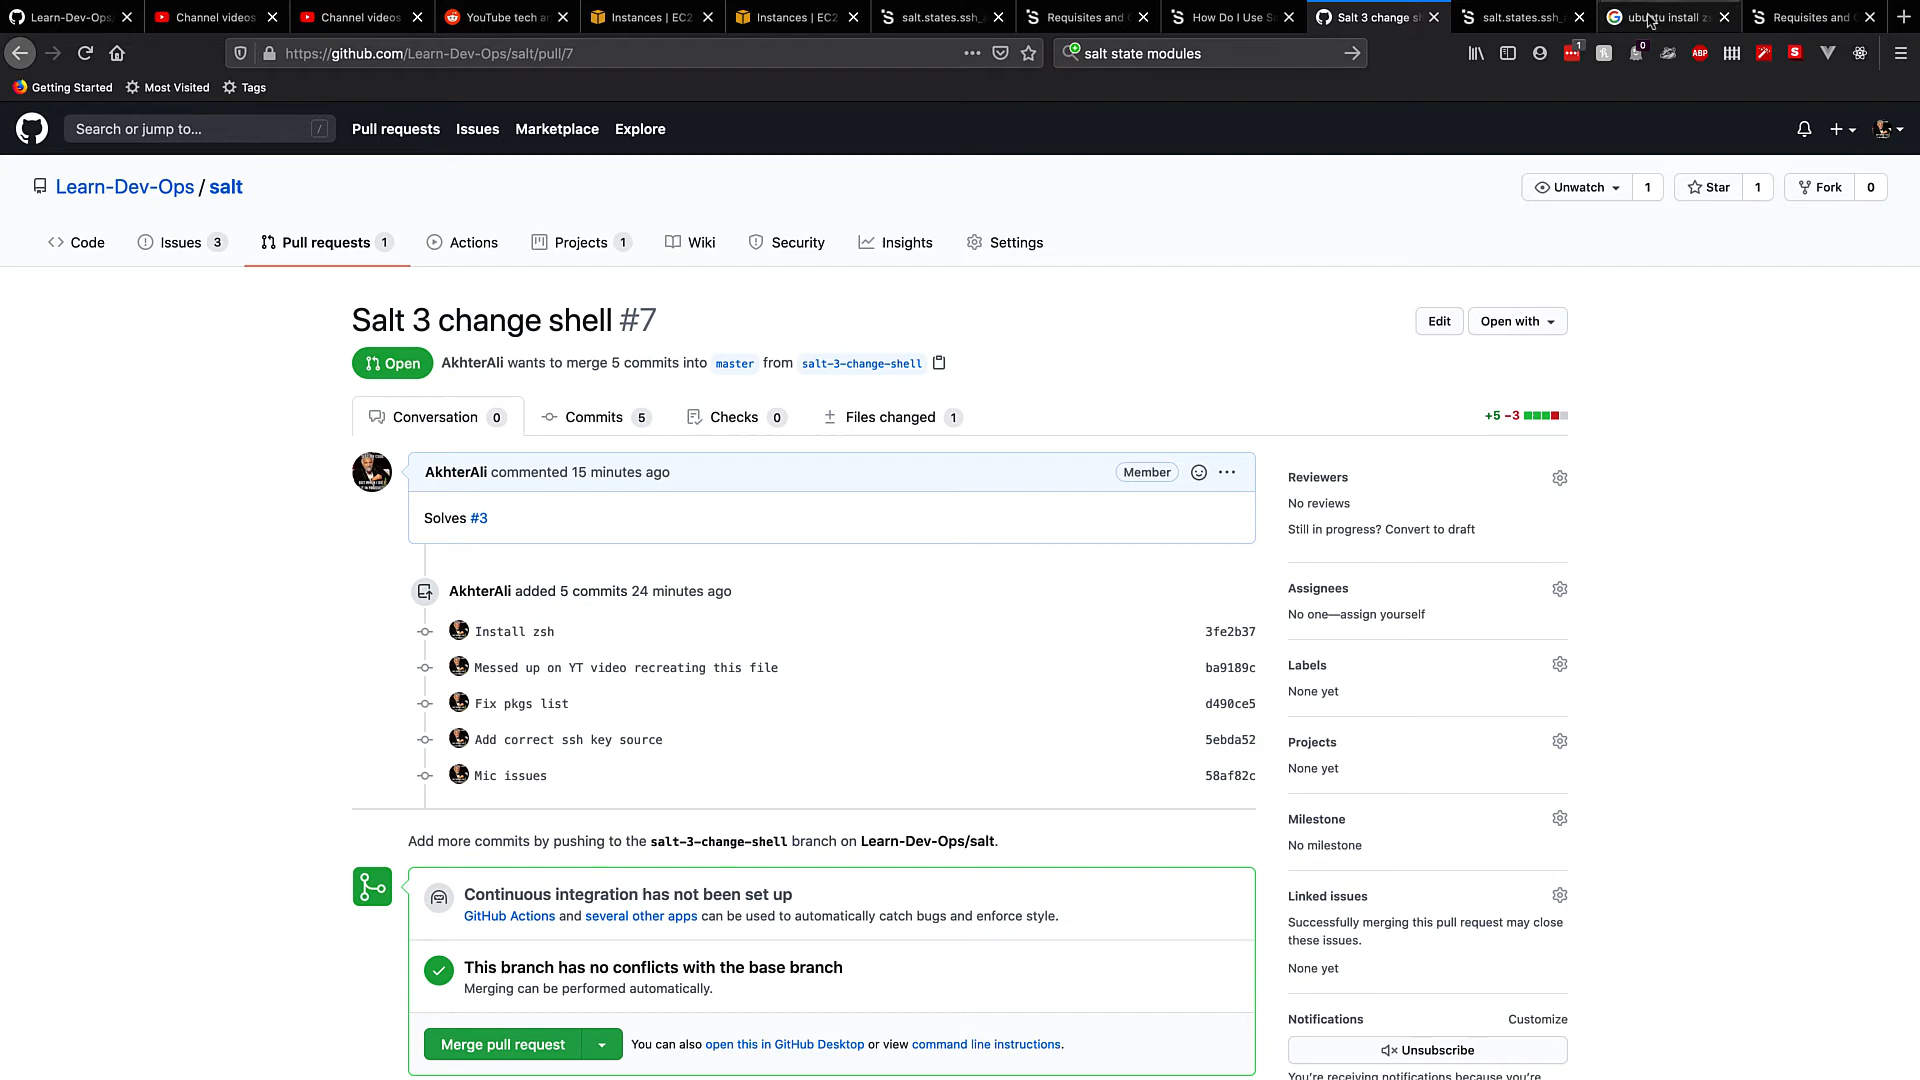 Learn-Dev-Ops/
Channel videos
Channel videos
YouTube tech a
Instances | EC2
Instances | EC2
salt.states.ssh_
Requisites and
How Do I Use S
Salt 3 change s
salt.states.ssh_
ubuntu install zs
Requisites and
https://github.com/Learn-Dev-Ops/salt/pull/7
salt state modules
1
0
ABP
S
Getting Started
Most Visited
Tags
Search or jump to...
/
Pull requests
Issues
Marketplace
Explore
Learn-Dev-Ops / salt
Unwatch 1
Star 1
Fork 0
Code
Issues 3
Pull requests 1
Actions
Projects 1
Wiki
Security
Insights
Settings
Salt 3 change shell #7
Edit
Open with
Open
AkhterAli wants to merge 5 commits into master from salt-3-change-shell
Conversation 0
Commits 5
Checks 0
Files changed 1
+5 −3
AkhterAli commented 15 minutes ago
Member
Solves #3
AkhterAli added 5 commits 24 minutes ago
Install zsh 3fe2b37
Messed up on YT video recreating this file ba9189c
Fix pkgs list d490ce5
Add correct ssh key source 5ebda52
Mic issues 58af82c
Add more commits by pushing to the salt-3-change-shell branch on Learn-Dev-Ops/salt.
Continuous integration has not been set up
GitHub Actions and several other apps can be used to automatically catch bugs and enforce style.
This branch has no conflicts with the base branch
Merging can be performed automatically.
Merge pull request
You can also open this in GitHub Desktop or view command line instructions.
Reviewers
No reviews
Still in progress? Convert to draft
Assignees
No one—assign yourself
Labels
None yet
Projects
None yet
Milestone
No milestone
Linked issues
Successfully merging this pull request may close
these issues.
None yet
Notifications
Customize
Unsubscribe
You're receiving notifications because you're